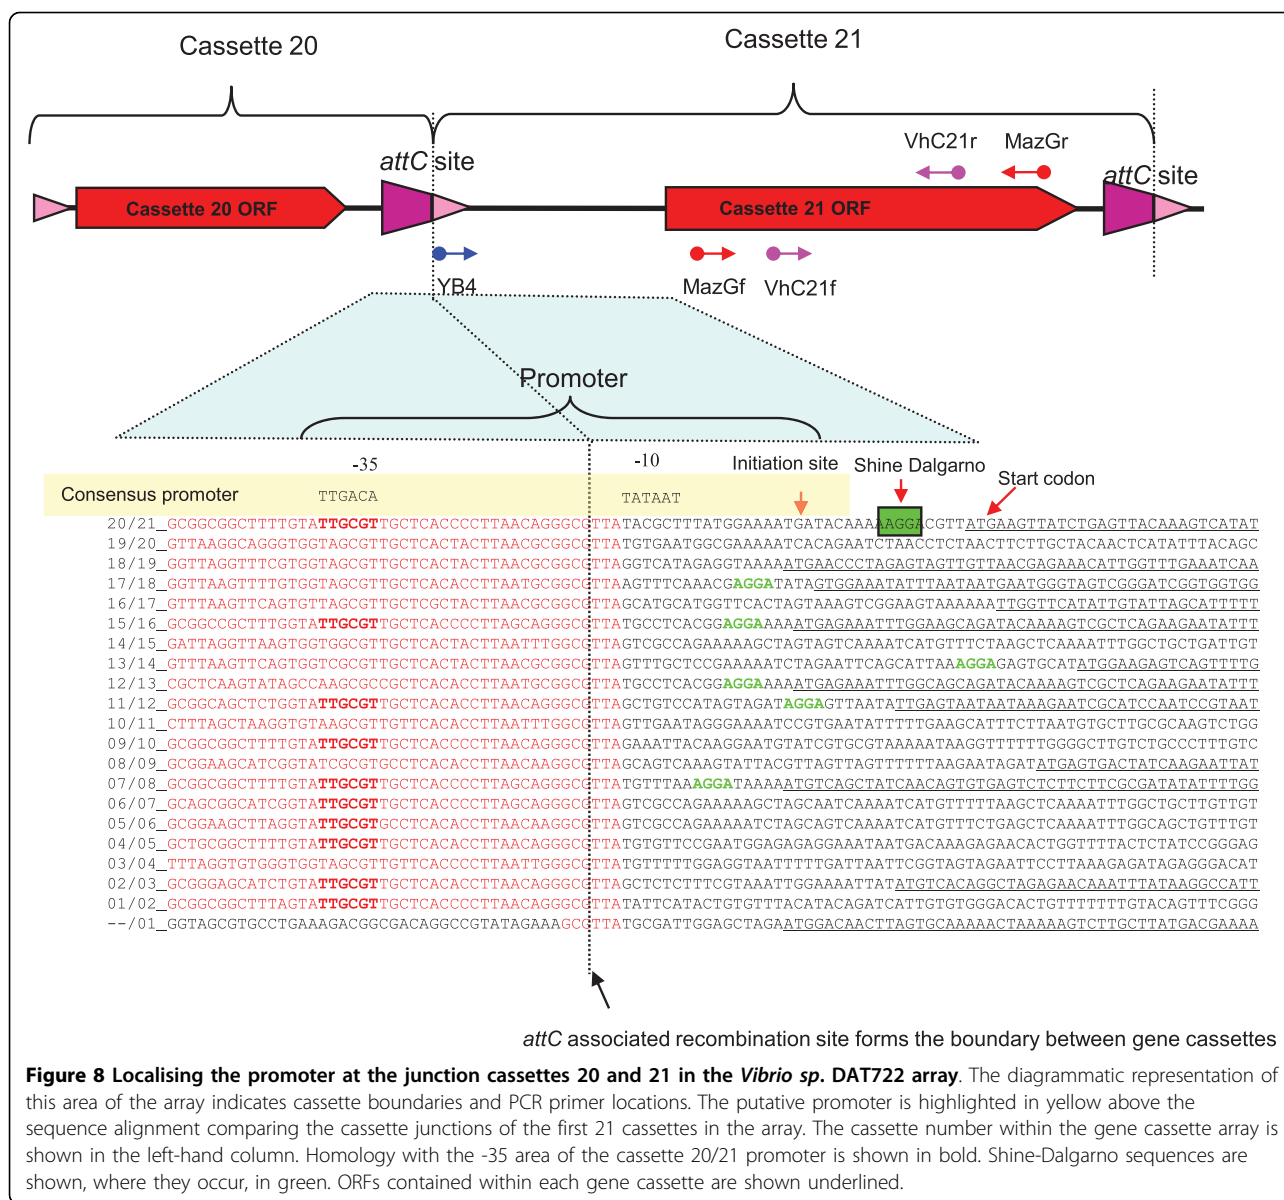 Cassette 20
Cassette 21
VhC21r
MazGr
attC site
attC site
Cassette 20 ORF
Cassette 21 ORF
YB4
MazGf
VhC21f
Promoter
-35
-10
Initiation site
Shine Dalgarno
Start codon
Consensus promoter
TTGACA
TATAAT
20/21_GCGGCGGCTTTTGTATTGCGTTGCTCACCCCTTAACAGGGCGTTATACGCTTTATGGAAAATGATACAAAAAGGACGTTATGAAGTTATCTGAGTTACAAAGTCATAT
19/20_GTTAAGGCAGGGTGGTAGCGTTGCTCACTACTTAACGCGGCGTTATGTGAATGGCGAAAAATCACAGAATCTAACCTCTAACTTCTTGCTACAACTCATATTTACAGC
18/19_GGTTAGGTTTCGTGGTAGCGTTGCTCACTACTTAACGCGGCGTTAGGTCATAGAGGTAAAAATGAACCCTAGAGTAGTTGTTAACGAGAAACATTGGTTTGAAATCAA
17/18_GGTTAAGTTTTGTGGTAGCGTTGCTCACACCTTAATGCGGCGTTAAGTTTCAAACGAGGATATAGTGGAAATATTTAATAATGAATGGGTAGTCGGGATCGGTGGTGG
16/17_GTTTAAGTTCAGTGTTAGCGTTGCTCGCTACTTAACGCGGCGTTAGCATGCATGGTTCACTAGTAAAGTCGGAAGTAAAAAATTGGTTCATATTGTATTAGCATTTTT
15/16_GCGGCCGCTTTGGTATTGCGTTGCTCACCCCTTAGCAGGGCGTTATGCCTCACGGAGGAAAAATGAGAAATTTGGAAGCAGATACAAAAGTCGCTCAGAAGAATATTT
14/15_GATTAGGTTAAGTGGTGGCGTTGCTCACTACTTAATTTGGCGTTAGTCGCCAGAAAAAGCTAGTAGTCAAAATCATGTTTCTAAGCTCAAAATTTGGCTGCTGATTGT
13/14_GTTTAAGTTCAGTGGTCGCGTTGCTCACTACTTAACGCGGCGTTAGTTTGCTCCGAAAAATCTAGAATTCAGCATTAAAGGAGAGTGCATATGGAAGAGTCAGTTTTG
12/13_CGCTCAAGTATAGCCAAGCGCCGCTCACACCTTAATGCGGCGTTATGCCTCACGGAGGAAAAATGAGAAATTTGGCAGCAGATACAAAAGTCGCTCAGAAGAATATTT
11/12_GCGGCAGCTCTGGTATTGCGTTGCTCACCCCTTAACAGGGCGTTAGCTGTCCATAGTAGATAGGAGTTAATATTGAGTAATAATAAAGAATCGCATCCAATCCGTAAT
10/11_CTTTAGCTAAGGTGTAAGCGTTGTTCACACCTTAATTTGGCGTTAGTTGAATAGGGAAAATCCGTGAATATTTTTGAAGCATTTCTTAATGTGCTTGCGCAAGTCTGG
09/10_GCGGCGGCTTTTGTATTGCGTTGCTCACCCCTTAACAGGGCGTTAGAAATTACAAGGAATGTATCGTGCGTAAAAATAAGGTTTTTTGGGGCTTGTCTGCCCTTTGTC
08/09_GCGGAAGCATCGGTATCGCGTGCCTCACACCTTAACAGGGCGTTAGCAGTCAAAGTATTACGTTAGTTAGTTTTTTAAGAATAGATATGAGTGACTATCAAGAATTAT
07/08_GCGGCGGCTTTTGTATTGCGTTGCTCACCCCTTAGCAGGGCGTTATGTTTAAAGGATAAAAATGTCAGCTATCAACAGTGTGAGTCTCTTCTTCGCGATATATTTTGG
06/07_GCAGCGGCATCGGTATTGCGTTGCTCACCCCTTAGCAGGGCGTTAGTCGCCAGAAAAAGCTAGCAATCAAAATCATGTTTTTAAGCTCAAAATTTGGCTGCTTGTTGT
05/06_GCGGAAGCTTAGGTATTGCGTGCCTCACACCTTAACAAGGCGTTAGTCGCCAGAAAAATCTAGCAGTCAAAATCATGTTTCTGAGCTCAAAATTTGGCAGCTGTTTGT
04/05_GCTGCGGCTTTGGTATTGCGTTGCTCACCCCTTAACAGGGCGTTATGTGTTCCGAATGGAGAGAGGAAATAATGACAAAGAGAACACTGGTTTTACTCTATCCGGGAG
03/04_TTTAGGTGTGGGTGGTAGCGTTGTTCACCCCTTAATTGGGCGTTATGTTTTTGGAGGTAATTTTTGATTATAATTCGGTAGTAGAATTCCTTAAAGAGATAGAGGGACAT
02/03_GCGGGAGCATCTGTATTGCGTTGCTCACACCTTAACAGGGCGTTAGCTCTCTTTCGTAAATTGGAAAATTATATGTCACAGGCTAGAGAACAAATTTATAAGGCCATT
01/02_GCGGCGGCTTTAGTATTGCGTTGCTCACCCCTTAACAGGGCGTTATATTCATACTGTGTTTACATACAGATCATTGTGTGGGACACTGTTTTTTTGTACAGTTTCGGG
--/01_GGTAGCGTGCCTGAAAGACGGCGACAGGCCGTATAGAAAGCGTTATGCGATTGGAGCTAGAATGGACAACTTAGTGCAAAAACTAAAAAGTCTTGCTTATGACGAAAA
attC associated recombination site forms the boundary between gene cassettes
Figure 8 Localising the promoter at the junction cassettes 20 and 21 in the Vibrio sp. DAT722 array. The diagrammatic representation of
this area of the array indicates cassette boundaries and PCR primer locations. The putative promoter is highlighted in yellow above the
sequence alignment comparing the cassette junctions of the first 21 cassettes in the array. The cassette number within the gene cassette array is
shown in the left-hand column. Homology with the -35 area of the cassette 20/21 promoter is shown in bold. Shine-Dalgarno sequences are
shown, where they occur, in green. ORFs contained within each gene cassette are shown underlined.